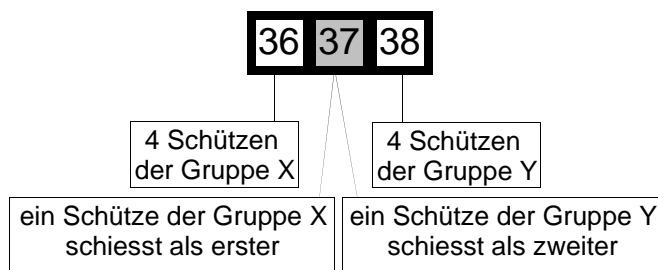 36 37 38
4 Schützen
der Gruppe X
4 Schützen
der Gruppe Y
ein Schütze der Gruppe X
schiesst als erster
ein Schütze der Gruppe Y
schiesst als zweiter